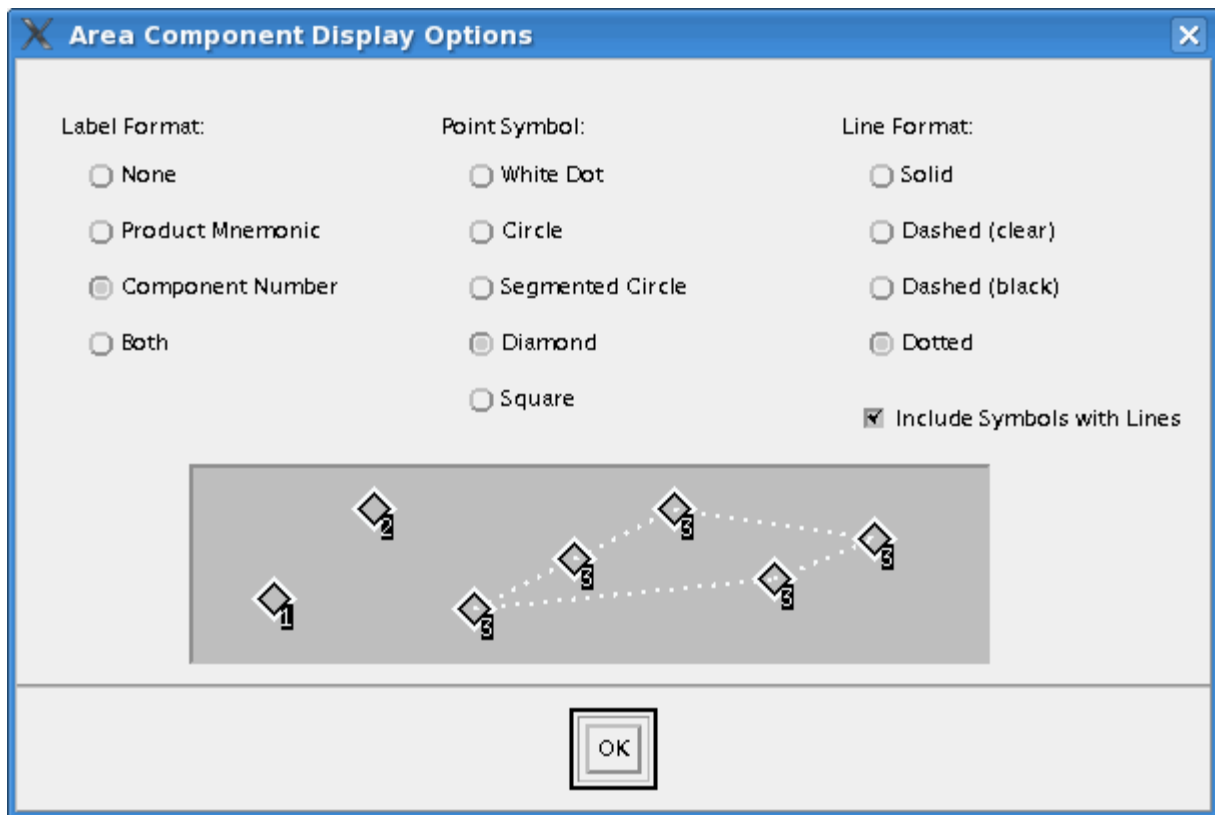 Area Component Display Options
Label Format:
None
Product Mnemonic
Component Number
Both
Point Symbol:
White Dot
Circle
Segmented Circle
Diamond
Square
Line Format:
Solid
Dashed (clear)
Dashed (black)
Dotted
Include Symbols with Lines
2
3
3
3
3
1
3
OK